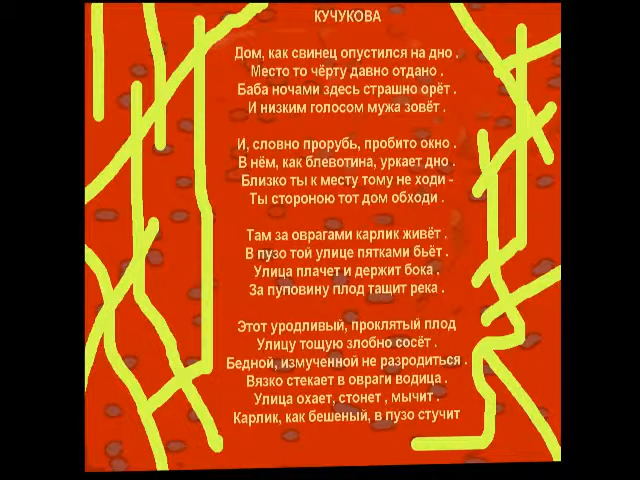 КУЧУКОВА
Дом, как свинец опустился на дно .
Место то чёрту давно отдано .
Баба ночами здесь страшно орёт .
И низким голосом мужа зовёт .
И, словно прорубь, пробито окно .
В нём, как блевотина, уркает дно .
Близко ты к месту тому не ходи -
Ты стороною тот дом обходи .
Там за оврагами карлик живёт .
В пузо той улице пятками бьёт .
Улица плачет и держит бока .
За пуповину плод тащит река .
Этот уродливый, проклятый плод
Улицу тощую злобно сосёт .
Бедной, измученной не разродиться .
Вязко стекает в овраги водица .
Улица охает, стонет , мычит .
Карлик, как бешеный, в пузо стучит